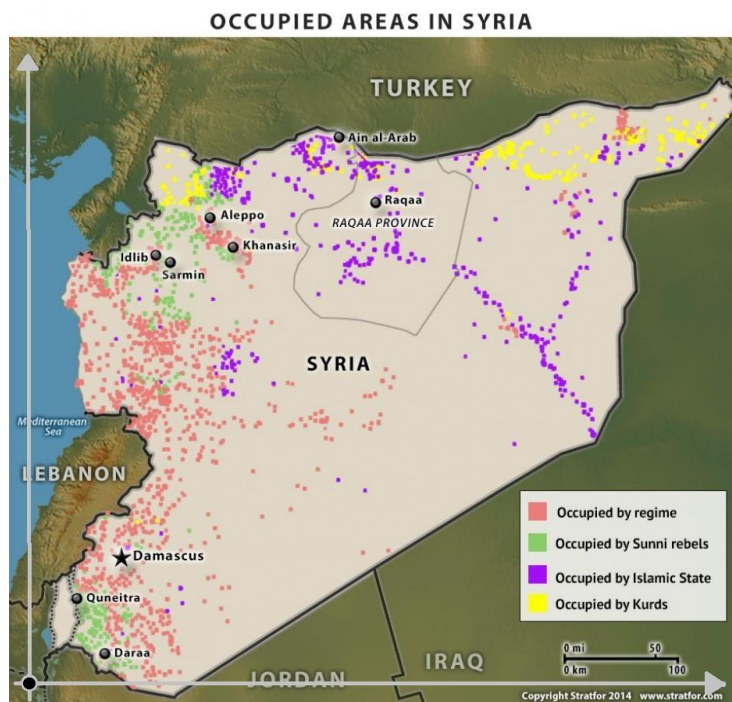 OCCUPIED AREAS IN SYRIA
TURKEY
Ain al-Arab
Raqaa
RAQAA PROVINCE
Aleppo
Khanasir
Idlib
Sarmin
SYRIA
Mediterranean
Sea
LEBANON
Damascus
Quneitra
Daraa
JORDAN
IRAQ
Occupied by regime
Occupied by Sunni rebels
Occupied by Islamic State
Occupied by Kurds
0 mi 50
0 km 100
Copyright Stratfor 2014 www.stratfor.com